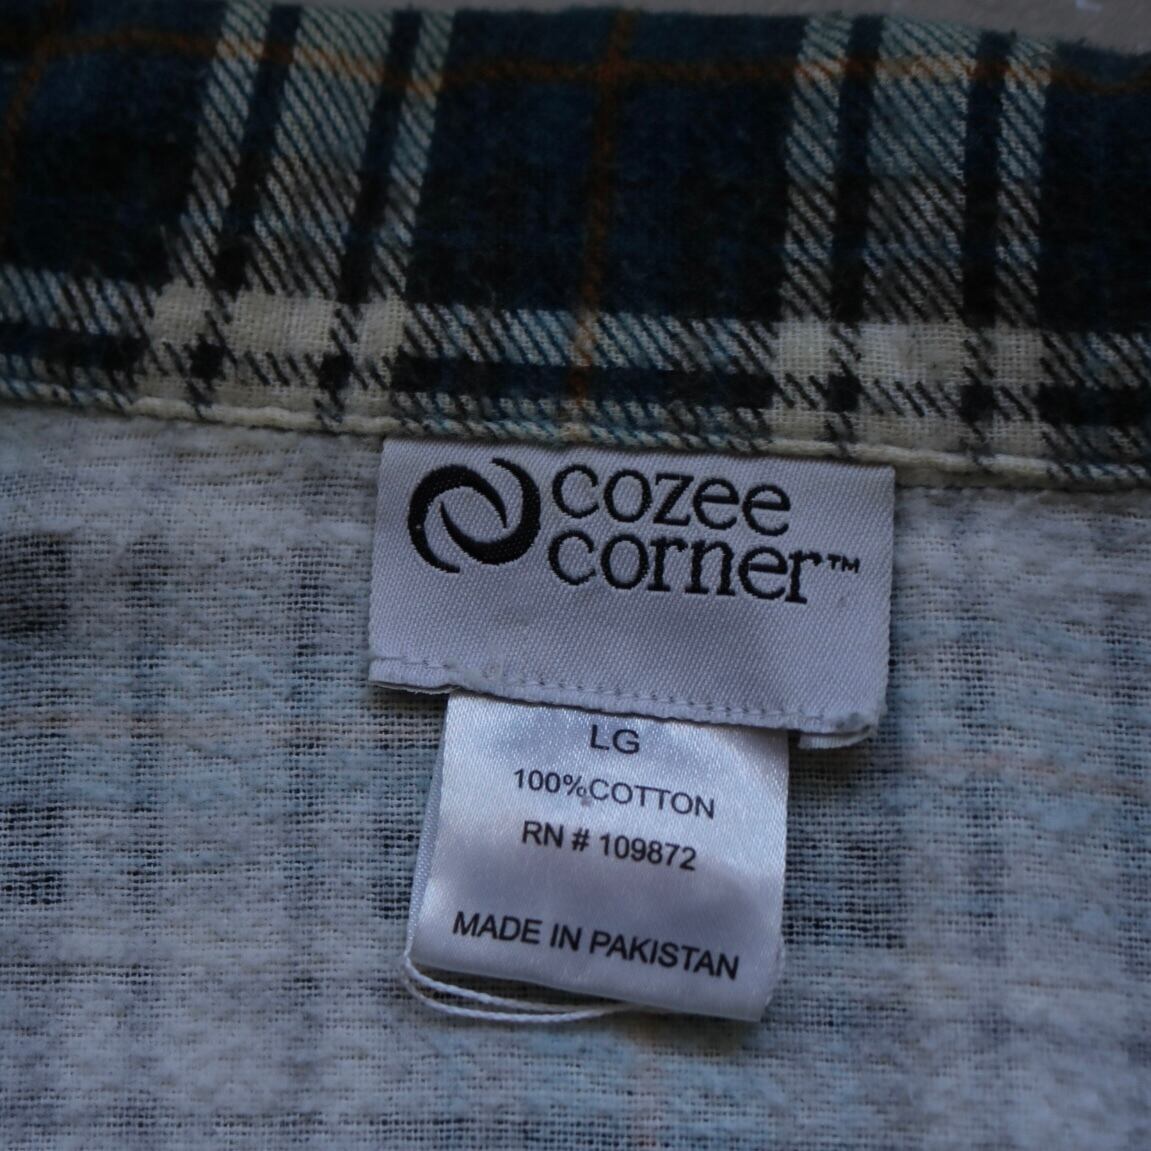 cozee
corner™
LG
100%COTTON
RN # 109872
MADE IN PAKISTAN